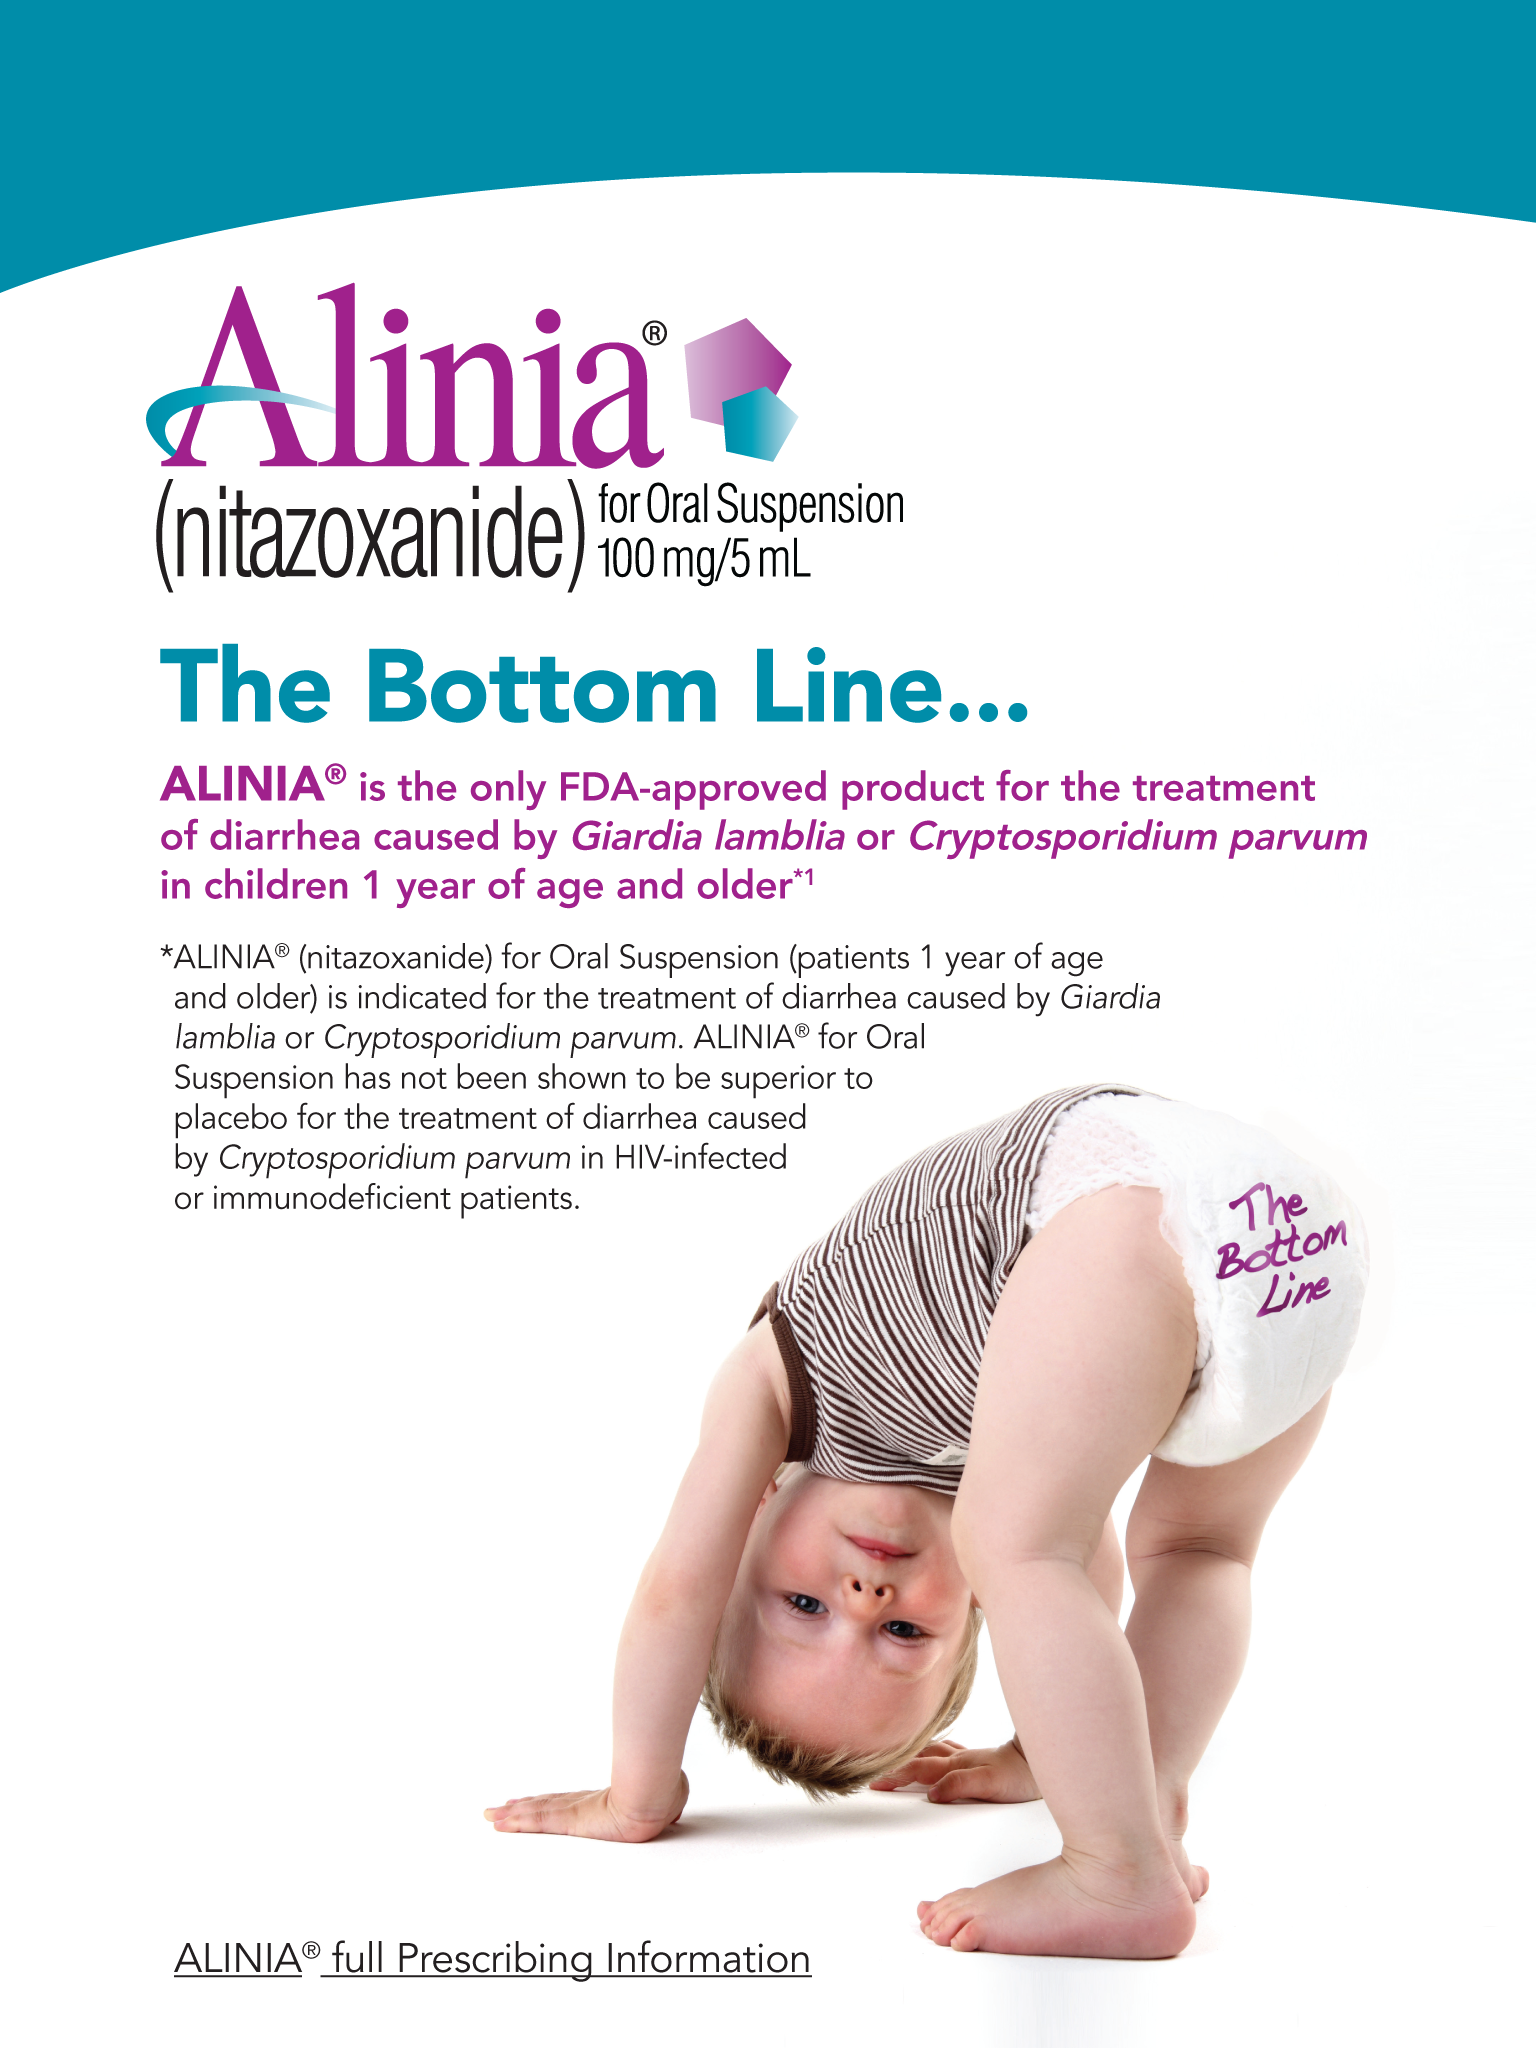 Alinia®
(nitazoxanide) for Oral Suspension
100 mg/5 mL
The Bottom Line...
ALINIA® is the only FDA-approved product for the treatment
of diarrhea caused by Giardia lamblia or Cryptosporidium parvum
in children 1 year of age and older*1
*ALINIA® (nitazoxanide) for Oral Suspension (patients 1 year of age
and older) is indicated for the treatment of diarrhea caused by Giardia
lamblia or Cryptosporidium parvum. ALINIA® for Oral
Suspension has not been shown to be superior to
placebo for the treatment of diarrhea caused
by Cryptosporidium parvum in HIV-infected
or immunodeficient patients.
The
Bottom
Line
ALINIA® full Prescribing Information